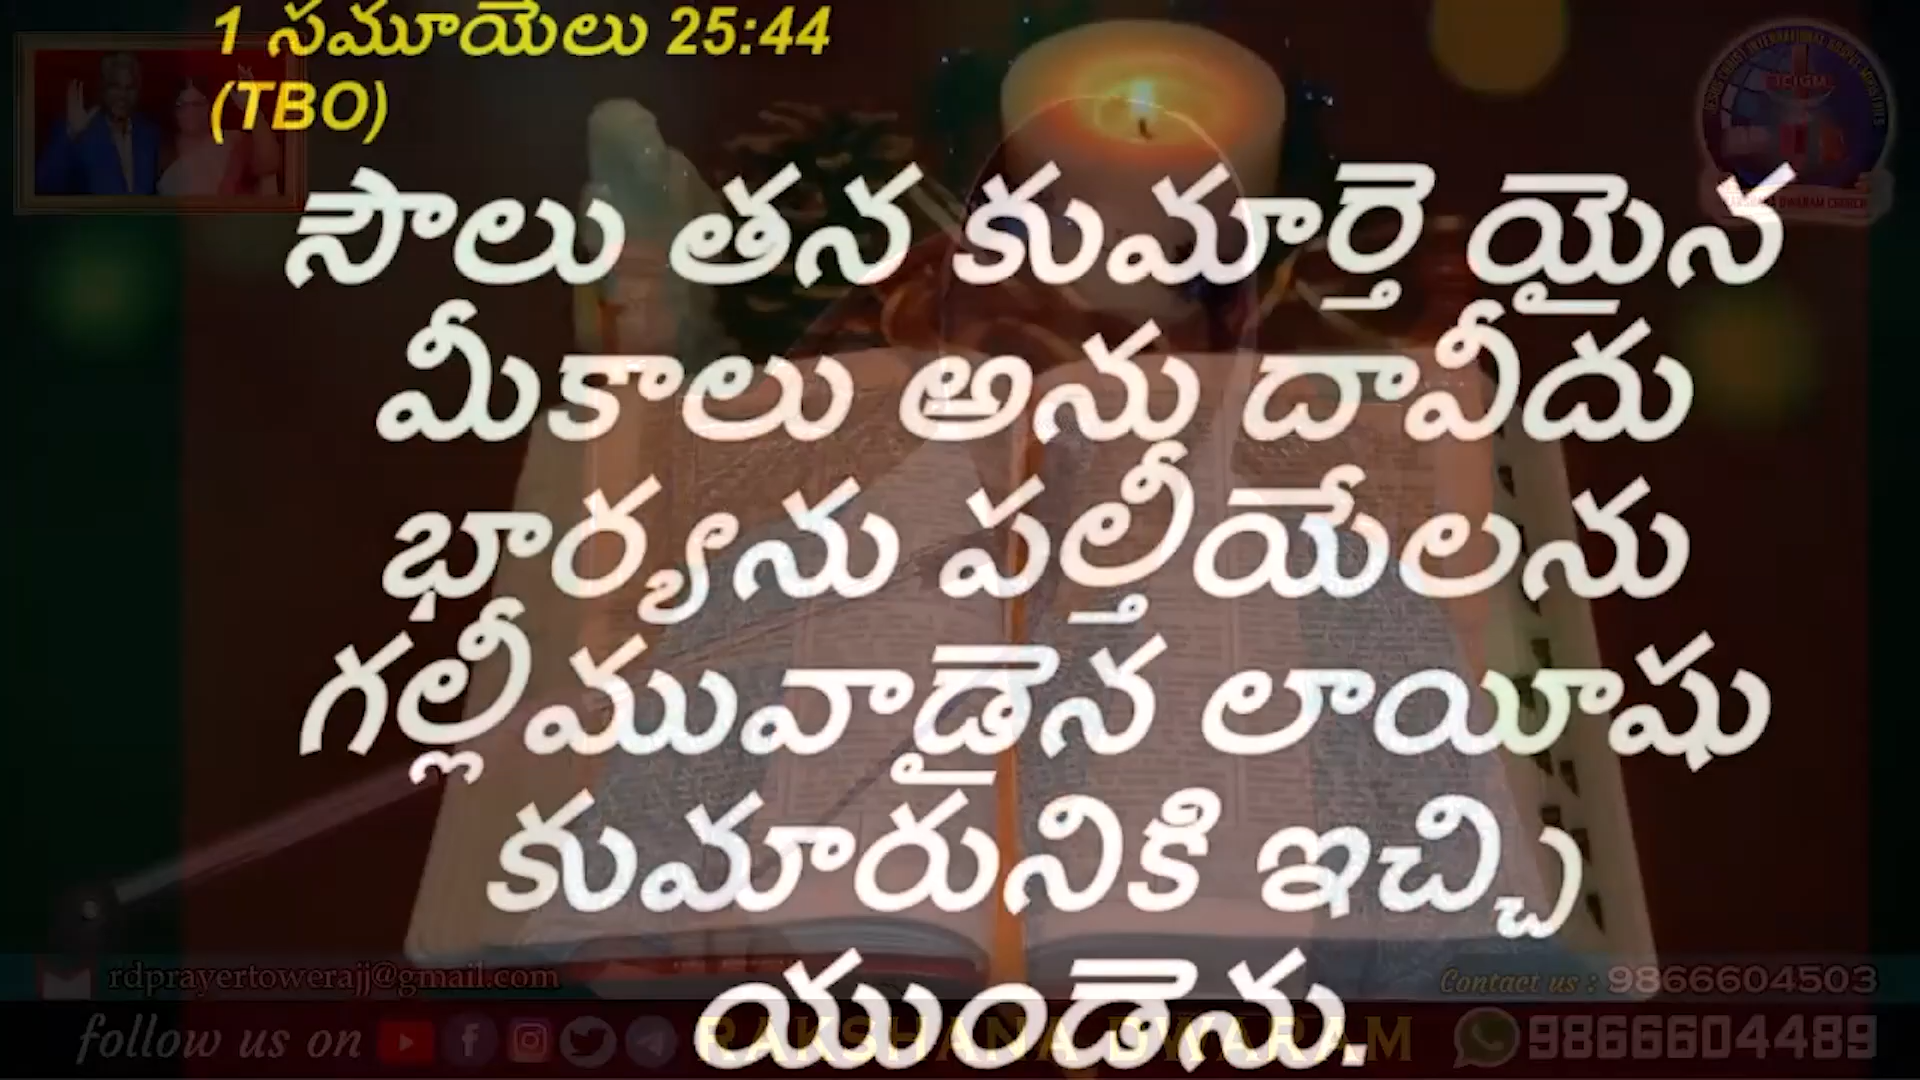 1 సమూయేలు 25:44
(TBO)
సౌలు తన కుమార్తె యైన
మీకాలు అను దావీదు
భార్యను పల్తీయేలను
గల్లీమువాడైన లాయీషు
కుమారునికి ఇచ్చి
యుండెను.
rdprayertowerajj@gmail.com
Contact us : 9866604503
follow us on
RAKSHANA DWARAM
9866604489